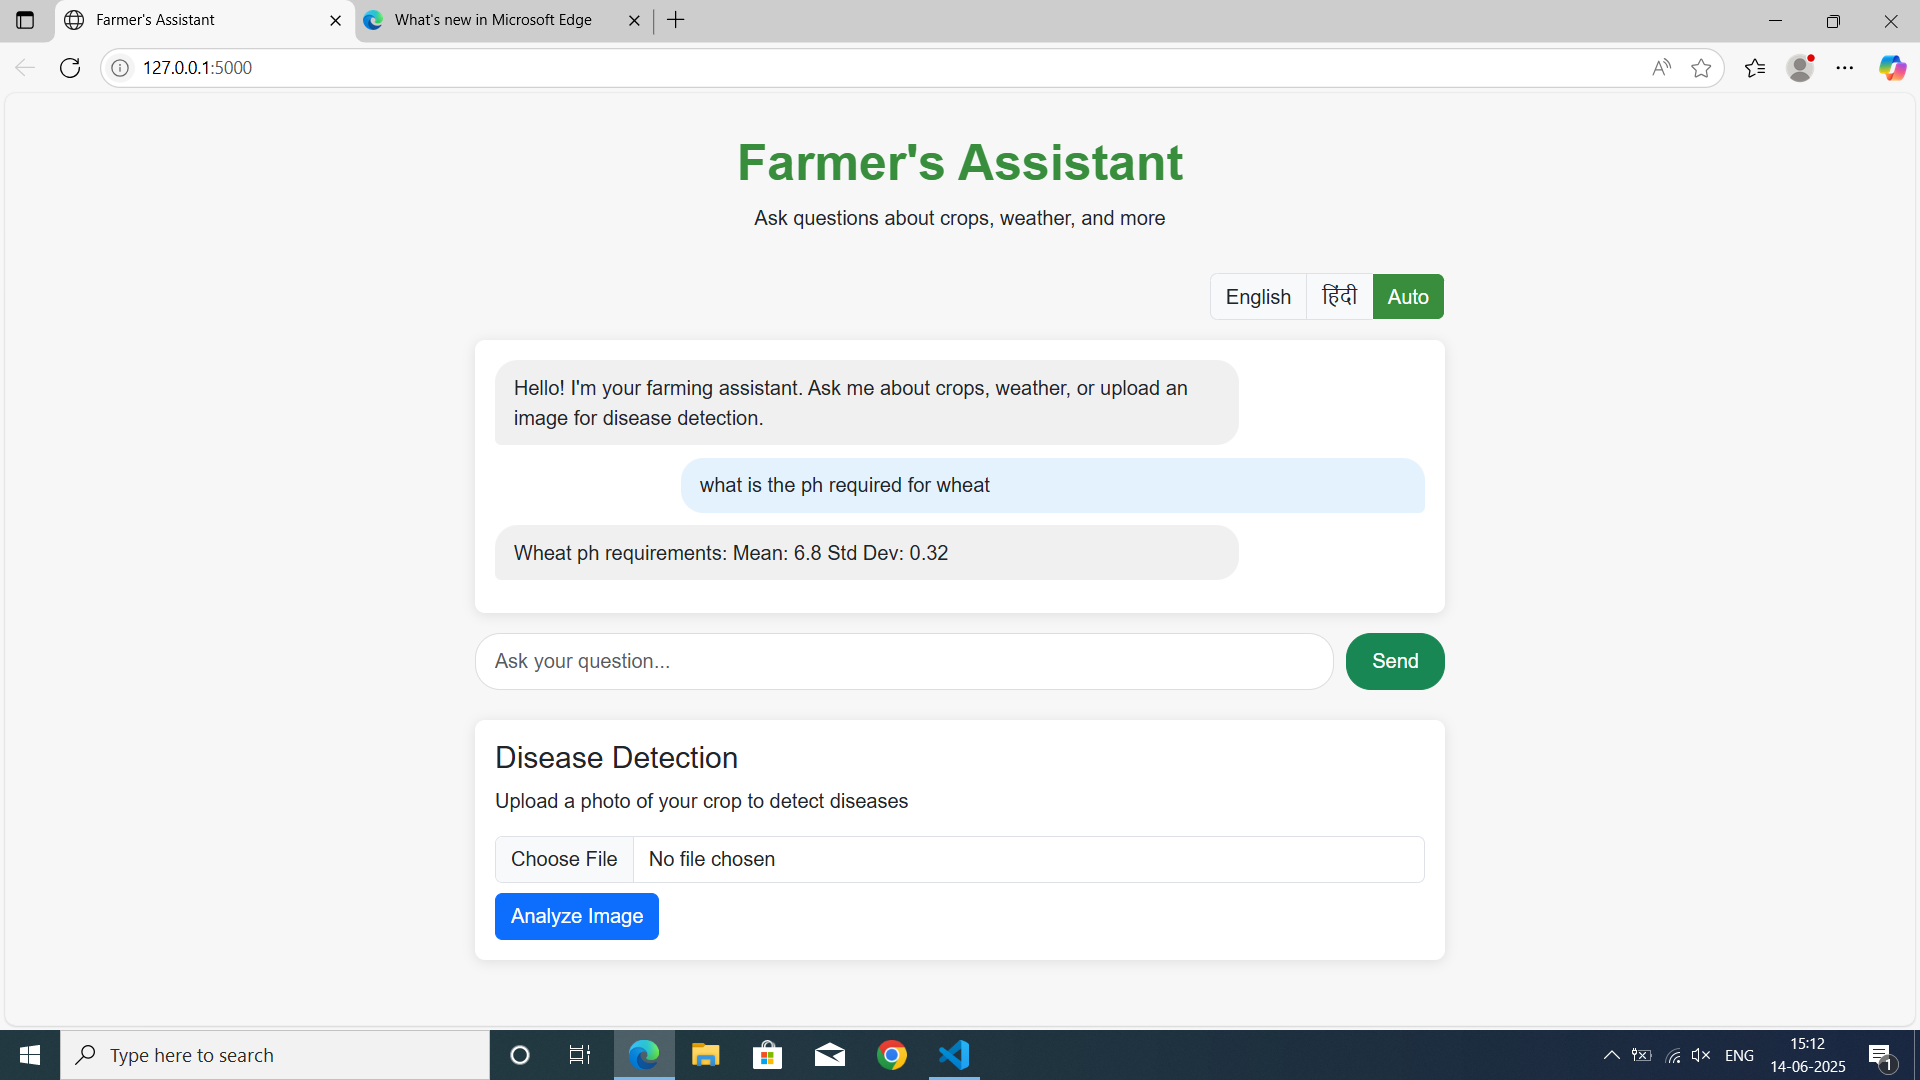 Farmer's Assistant
What's new in Microsoft Edge
127.0.0.1:5000
Farmer's Assistant
Ask questions about crops, weather, and more
English हिंदी Auto
Hello! I'm your farming assistant. Ask me about crops, weather, or upload an
image for disease detection.
what is the ph required for wheat
Wheat ph requirements: Mean: 6.8 Std Dev: 0.32
Ask your question... Send
Disease Detection
Upload a photo of your crop to detect diseases
Choose File No file chosen
Analyze Image
Type here to search
ENG
15:12
14-06-2025
1